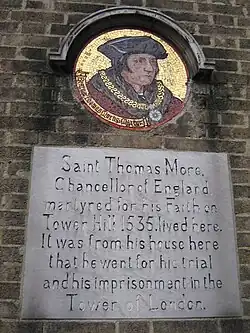 Saint Thomas More,
Chancellor of England
martyred for his Faith on
Tower Hill 1535. lived here.
It was from his house here
that he went for his trial
and his imprisonment in the
Tower of London.